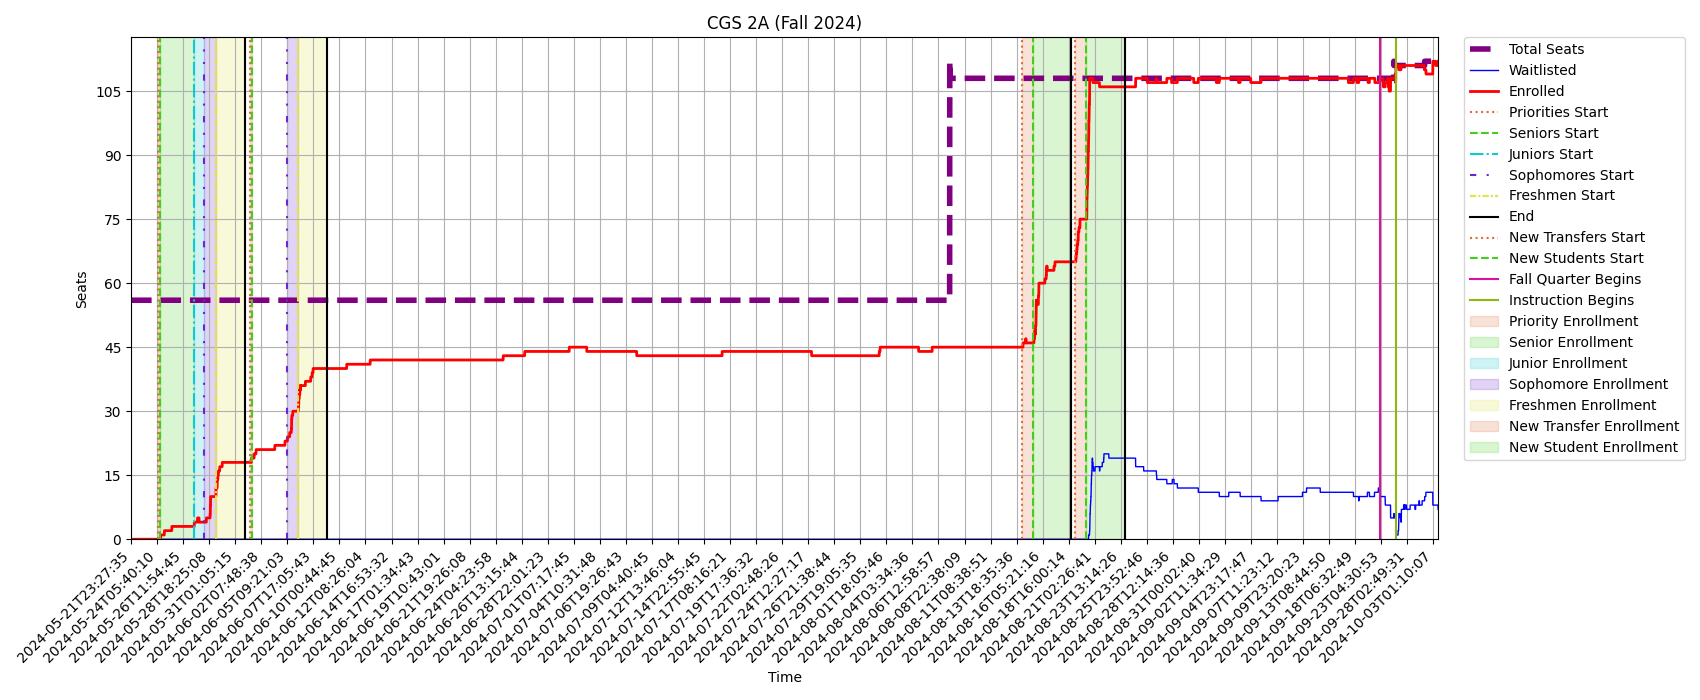 CGS 2A (Fall 2024)
Seats
105
90
75
60
45
30
15
0
2024-05-21T23:27:35
2024-05-24T05:40:10
2024-05-26T11:54:45
2024-05-28T18:25:08
2024-05-31T01:05:15
2024-06-02T07:48:38
2024-06-05T09:21:03
2024-06-07T17:05:43
2024-06-10T00:44:45
2024-06-12T08:26:04
2024-06-14T16:53:32
2024-06-17T01:34:43
2024-06-19T10:43:01
2024-06-21T19:26:08
2024-06-24T04:23:58
2024-06-26T13:15:44
2024-06-28T22:01:23
2024-07-01T07:17:45
2024-07-04T10:31:48
2024-07-06T19:26:43
2024-07-09T04:40:45
2024-07-12T13:46:04
2024-07-14T22:55:45
2024-07-17T08:16:21
2024-07-19T17:36:32
2024-07-22T02:48:26
2024-07-24T12:27:17
2024-07-26T21:38:44
2024-07-29T19:05:35
2024-08-01T18:05:46
2024-08-04T03:34:36
2024-08-06T12:58:57
2024-08-08T22:38:09
2024-08-11T08:38:51
2024-08-13T18:35:36
2024-08-16T05:21:16
2024-08-18T16:00:14
2024-08-21T02:26:41
2024-08-23T13:14:26
2024-08-25T23:52:46
2024-08-28T12:14:36
2024-08-31T00:02:40
2024-09-02T11:34:29
2024-09-04T23:17:47
2024-09-07T11:23:12
2024-09-09T23:20:23
2024-09-13T08:44:50
2024-09-18T06:32:49
2024-09-23T04:30:53
2024-09-28T02:49:31
2024-10-03T01:10:07
Time
Total Seats
Waitlisted
Enrolled
Priorities Start
Seniors Start
Juniors Start
Sophomores Start
Freshmen Start
End
New Transfers Start
New Students Start
Fall Quarter Begins
Instruction Begins
Priority Enrollment
Senior Enrollment
Junior Enrollment
Sophomore Enrollment
Freshmen Enrollment
New Transfer Enrollment
New Student Enrollment